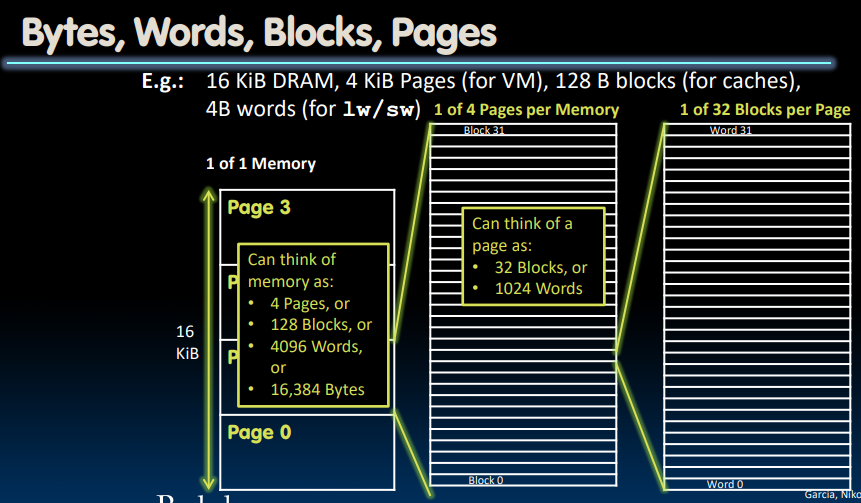 Bytes, Words, Blocks, Pages
E.g.: 16 KiB DRAM, 4 KiB Pages (for VM), 128 B blocks (for caches),
4B words (for lw/sw)
1 of 4 Pages per Memory
1 of 32 Blocks per Page
1 of 1 Memory
16
KiB
Page 3
P
P
Page 0
Can think of
memory as:
• 4 Pages, or
• 128 Blocks, or
• 4096 Words,
or
• 16,384 Bytes
Block 31
Can think of a
page as:
• 32 Blocks, or
• 1024 Words
Block 0
Word 31
Word 0
Garcia,